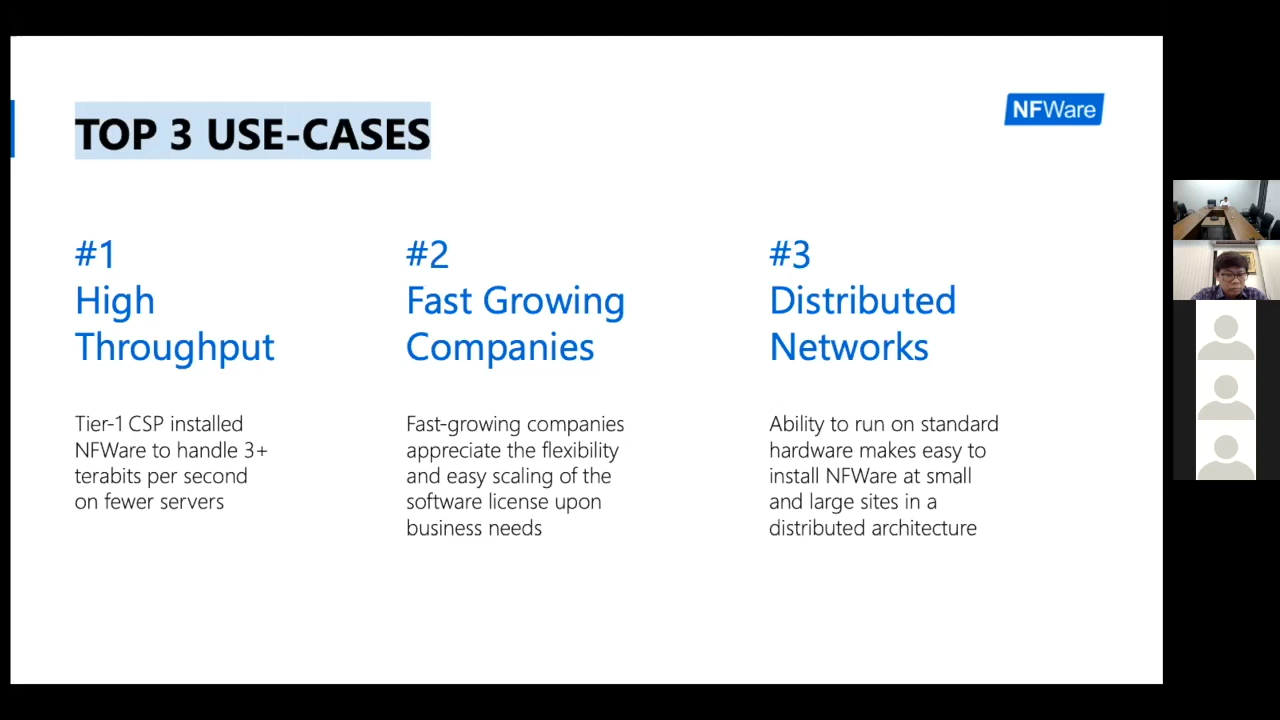 TOP 3 USE-CASES
NFWare
#1
High
Throughput
Tier-1 CSP installed
NFWare to handle 3+
terabits per second
on fewer servers
#2
Fast Growing
Companies
Fast-growing companies
appreciate the flexibility
and easy scaling of the
software license upon
business needs
#3
Distributed
Networks
Ability to run on standard
hardware makes easy to
install NFWare at small
and large sites in a
distributed architecture